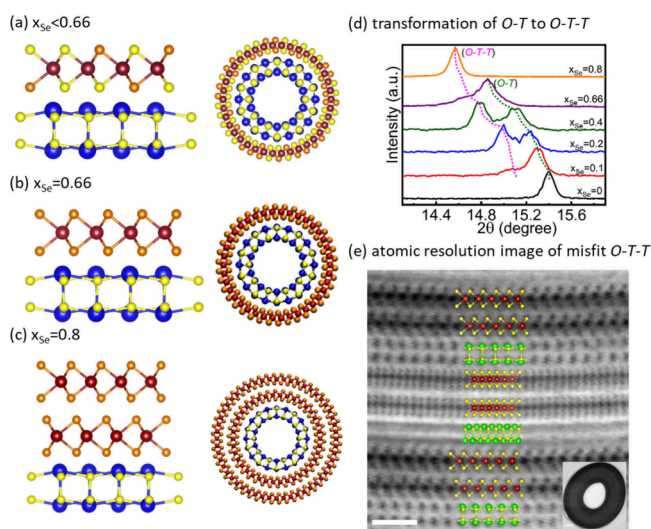 (a) x_Se<0.66
(b) x_Se=0.66
(c) x_Se=0.8
(d) transformation of O-T to O-T-T
Intensity (a.u.)
(O-T-T)
(O-T)
x_Se=0.8
x_Se=0.66
x_Se=0.4
x_Se=0.2
x_Se=0.1
x_Se=0
14.4 14.8 15.2 15.6
2θ (degree)
(e) atomic resolution image of misfit O-T-T